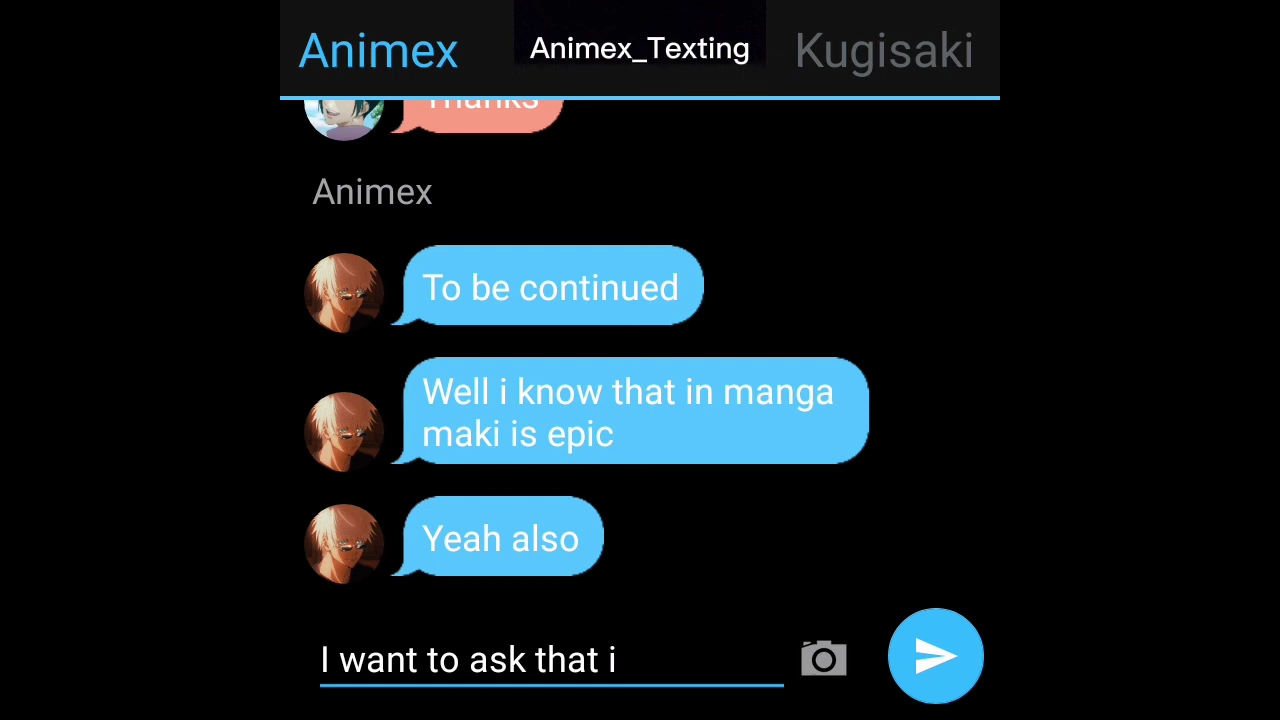 Animex
Animex_Texting
Kugisaki
Thanks
Animex
To be continued
Well i know that in manga
maki is epic
Yeah also
I want to ask that i